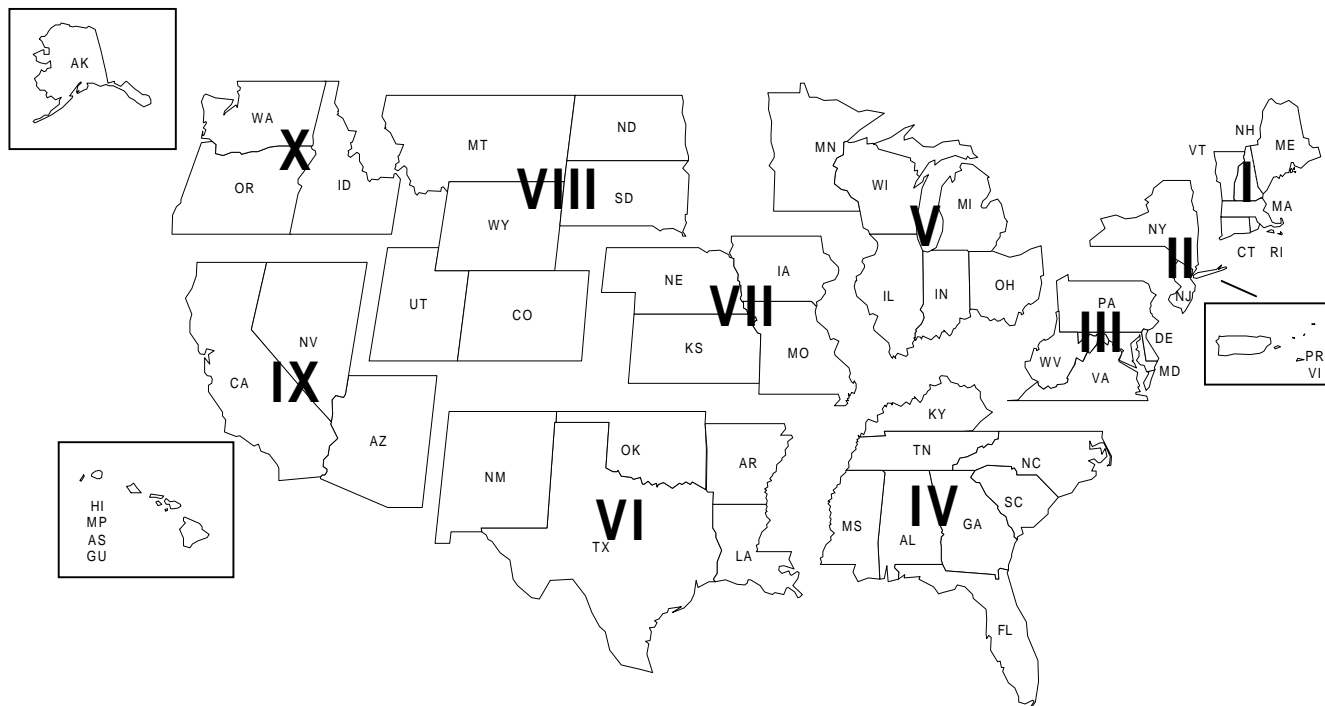 AK
WA
X
OR
ID
MT
ND
VIII
SD
WY
UT
CO
NE
IA
VII
KS
MO
MN
WI
MI
V
IL
IN
OH
NH
VT
ME
I
MA
CT RI
NY
II
NJ
PA
III
DE
WV
MD
VA
PR
VI
NV
CA
IX
AZ
HI
MP
AS
GU
NM
OK
AR
VI
TX
LA
KY
TN
NC
SC
IV
MS
AL
GA
FL